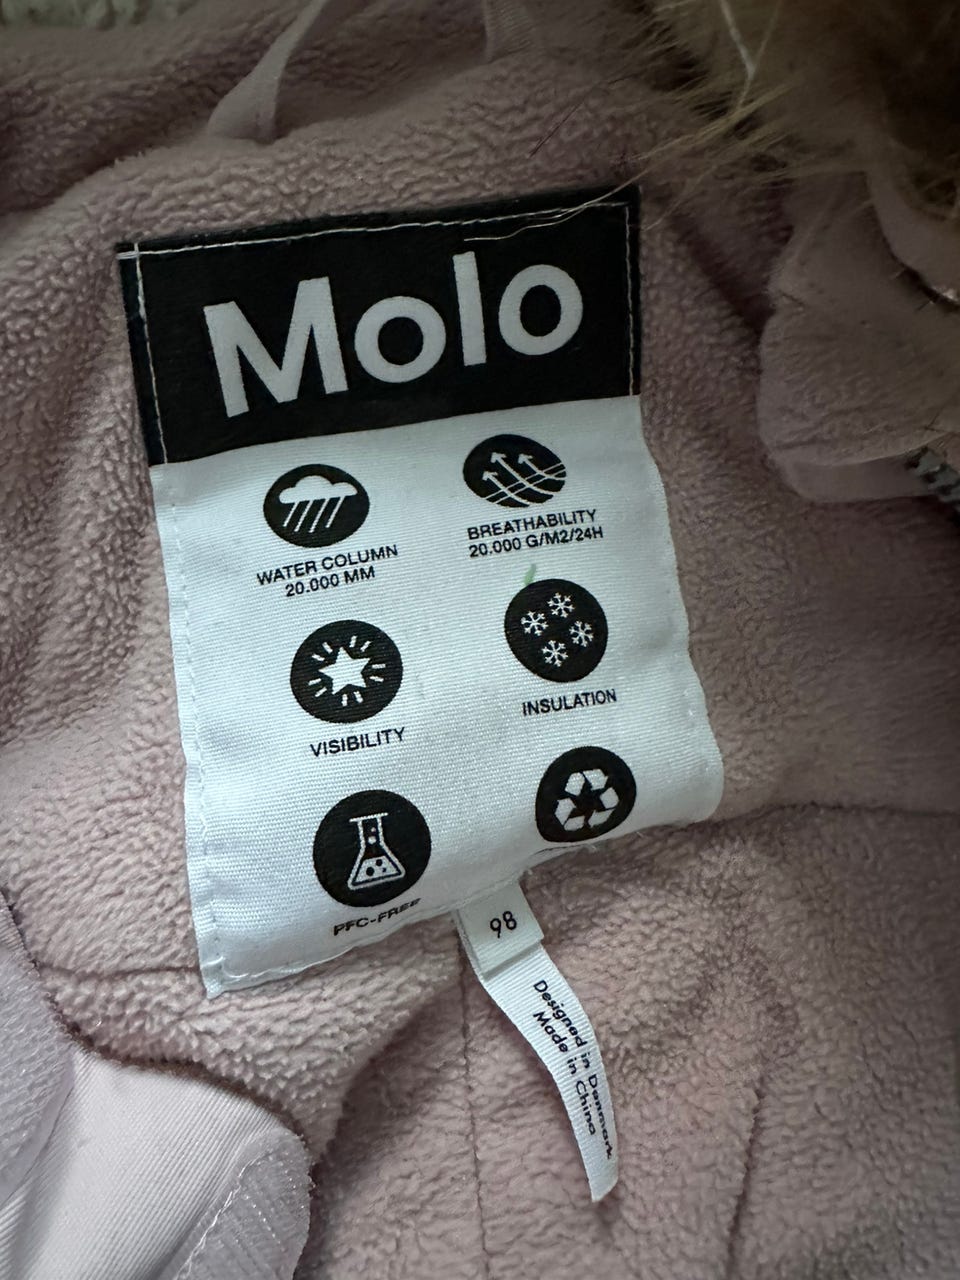 Molo
WATER COLUMN
20.000 MM
BREATHABILITY
20.000 G/M2/24H
VISIBILITY
INSULATION
PFC-FREE
98
Designed in Denmark
Made in China